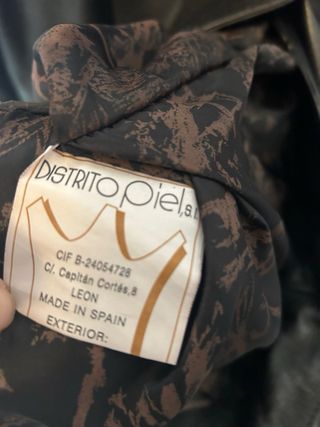 DISTRITO piel, S.L.
CIF B-24054728
C/. Capitán Cortés,8
LEON
MADE IN SPAIN
EXTERIOR: